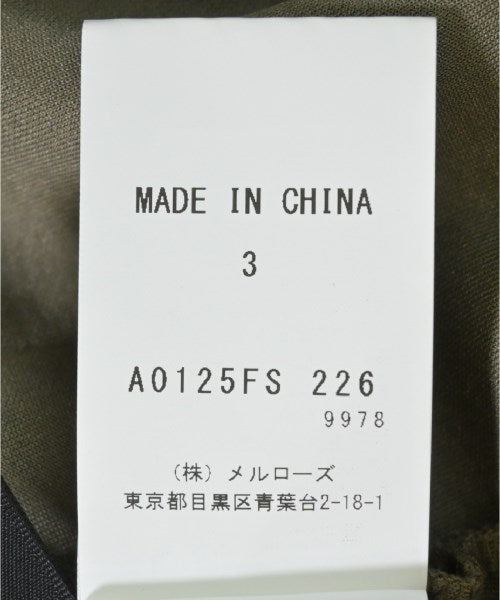 MADE IN CHINA
3
A0125FS 226
9978
（株）メルローズ
東京都目黒区青葉台2-18-1